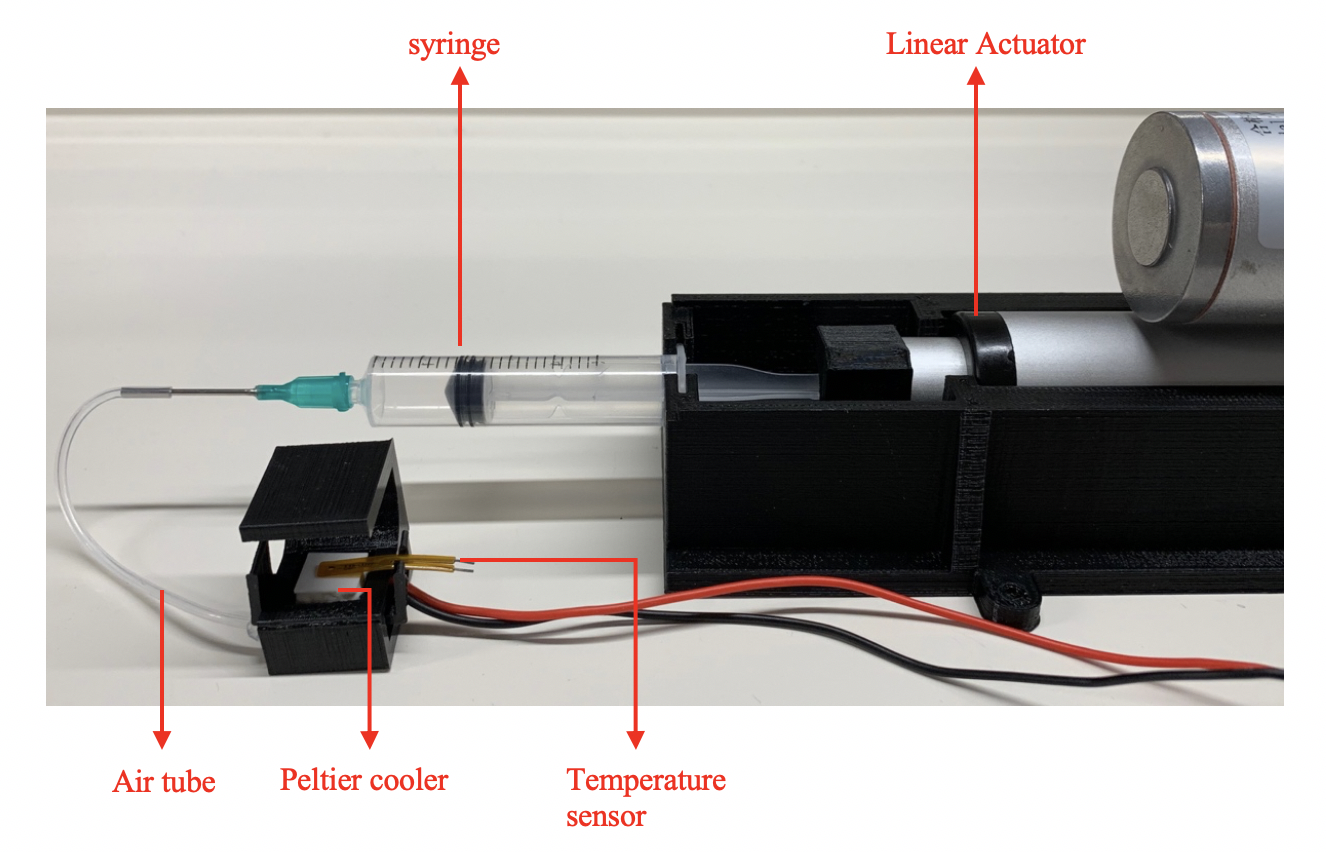 syringe
Linear Actuator
Air tube
Peltier cooler
Temperature
sensor